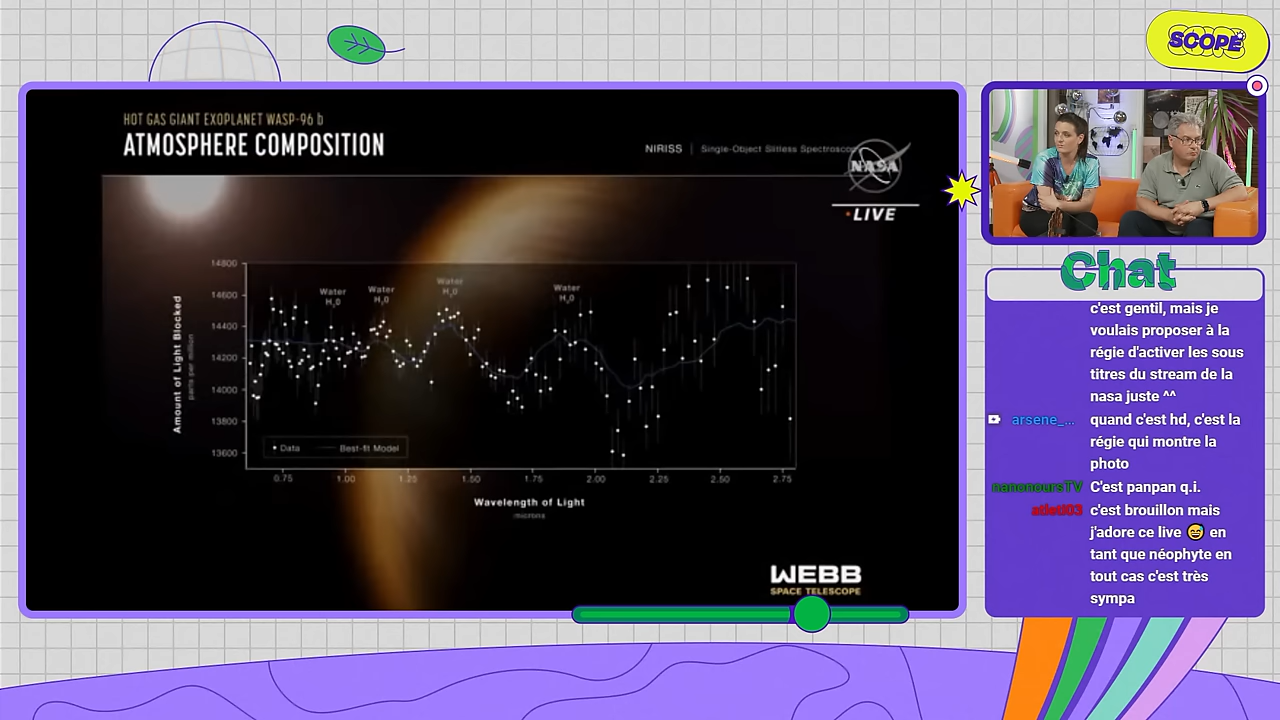 SCOPE
HOT GAS GIANT EXOPLANET WASP-96 b
ATMOSPHERE COMPOSITION
NIRISS | Single-Object Slitless Spectroscop
NASA
LIVE
14800
14600
14400
14200
14000
13800
13600
Amount of Light Blocked
parts per million
Water
H₂O
Water
H₂O
Water
H₂O
Water
H₂O
Data
Best-fit Model
0.75
1.00
1.25
1.50
1.75
2.00
2.25
2.50
2.75
Wavelength of Light
microns
WEBB
SPACE TELESCOPE
Chat
c'est gentil, mais je
voulais proposer à la
régie d'activer les sous
titres du stream de la
nasa juste ^^
arsene_... quand c'est hd, c'est la
régie qui montre la
photo
nanonoursTV C'est panpan q.i.
atleti03 c'est brouillon mais
j'adore ce live 😅 en
tant que néophyte en
tout cas c'est très
sympa